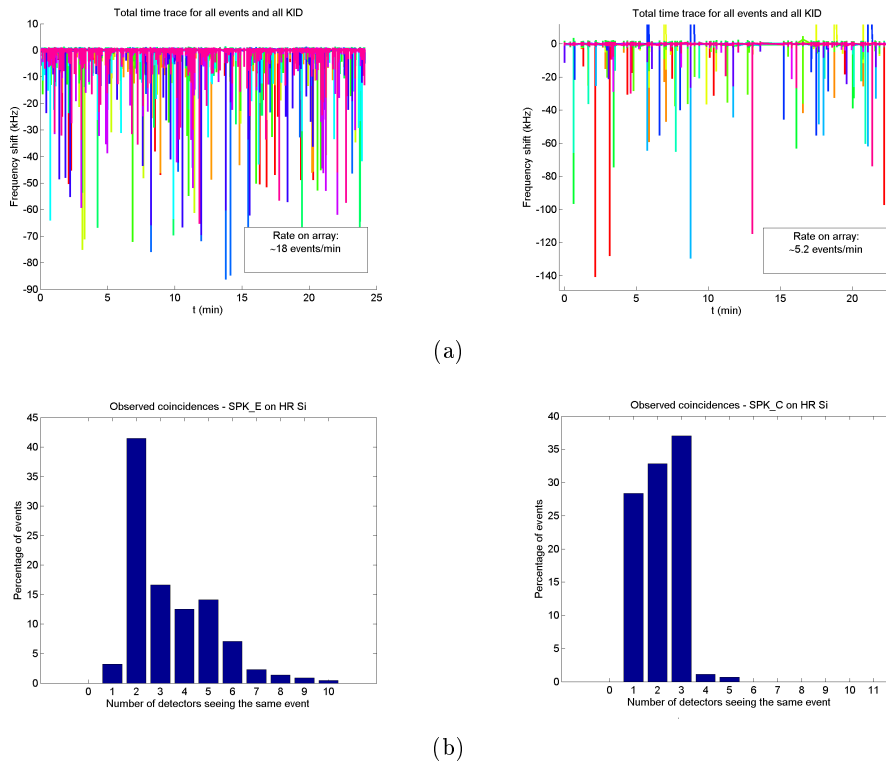 Total time trace for all events and all KID
10
0
-10
-20
-30
-40
-50
-60
-70
-80
-90
Frequency shift (kHz)
Rate on array:
~18 events/min
0 5 10 15 20 25
t (min)
Total time trace for all events and all KID
0
-20
-40
-60
-80
-100
-120
-140
Frequency shift (kHz)
Rate on array:
~5.2 events/min
0 5 10 15 20
t (min)
(a)
Observed coincidences - SPK_E on HR Si
45
40
35
30
25
20
15
10
5
0
Percentage of events
0 1 2 3 4 5 6 7 8 9 10
Number of detectors seeing the same event
Observed coincidences - SPK_C on HR Si
40
35
30
25
20
15
10
5
0
Percentage of events
0 1 2 3 4 5 6 7 8 9 10 11
Number of detectors seeing the same event
(b)